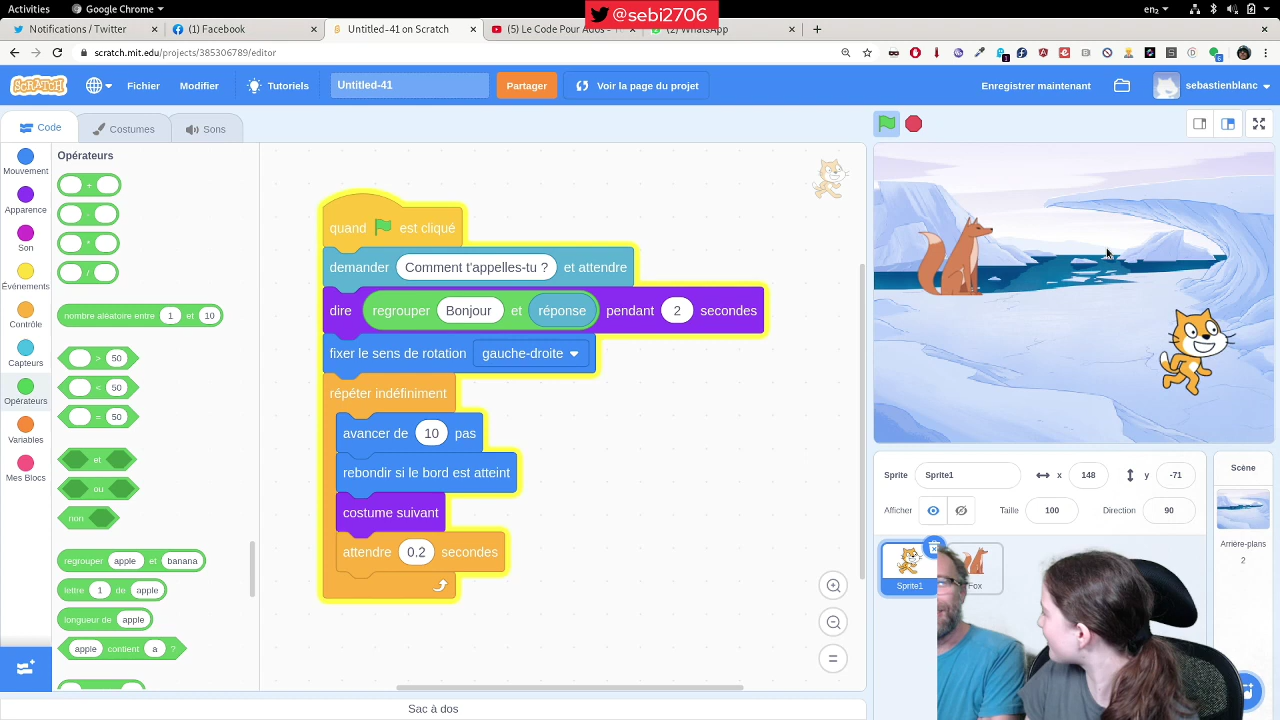 Activities
Google Chrome
@sebi2706
en₂
Notifications / Twitter
Facebook
Untitled-41 on Scratch
(5) Le Code Pour Ados -
(2) WhatsApp
scratch.mit.edu/projects/385306789/editor
SCRATCH
Fichier
Modifier
Tutoriels
Untitled-41
Partager
Voir la page du projet
Enregistrer maintenant
sebastienblanc
Code
Costumes
Sons
Mouvement
Apparence
Son
Événements
Contrôle
Capteurs
Opérateurs
Variables
Mes Blocs
Opérateurs
+
-
*
/
nombre aléatoire entre 1 et 10
> 50
< 50
= 50
et
ou
non
regrouper apple et banana
lettre 1 de apple
longueur de apple
apple contient a ?
quand est cliqué
demander Comment t'appelles-tu ? et attendre
dire regrouper Bonjour et réponse pendant 2 secondes
fixer le sens de rotation gauche-droite
répéter indéfiniment
avancer de 10 pas
rebondir si le bord est atteint
costume suivant
attendre 0.2 secondes
Sac à dos
Sprite Sprite1 x 148 y -71
Afficher Taille 100 Direction 90
Sprite1
Fox
Scène
Arrière-plans
2